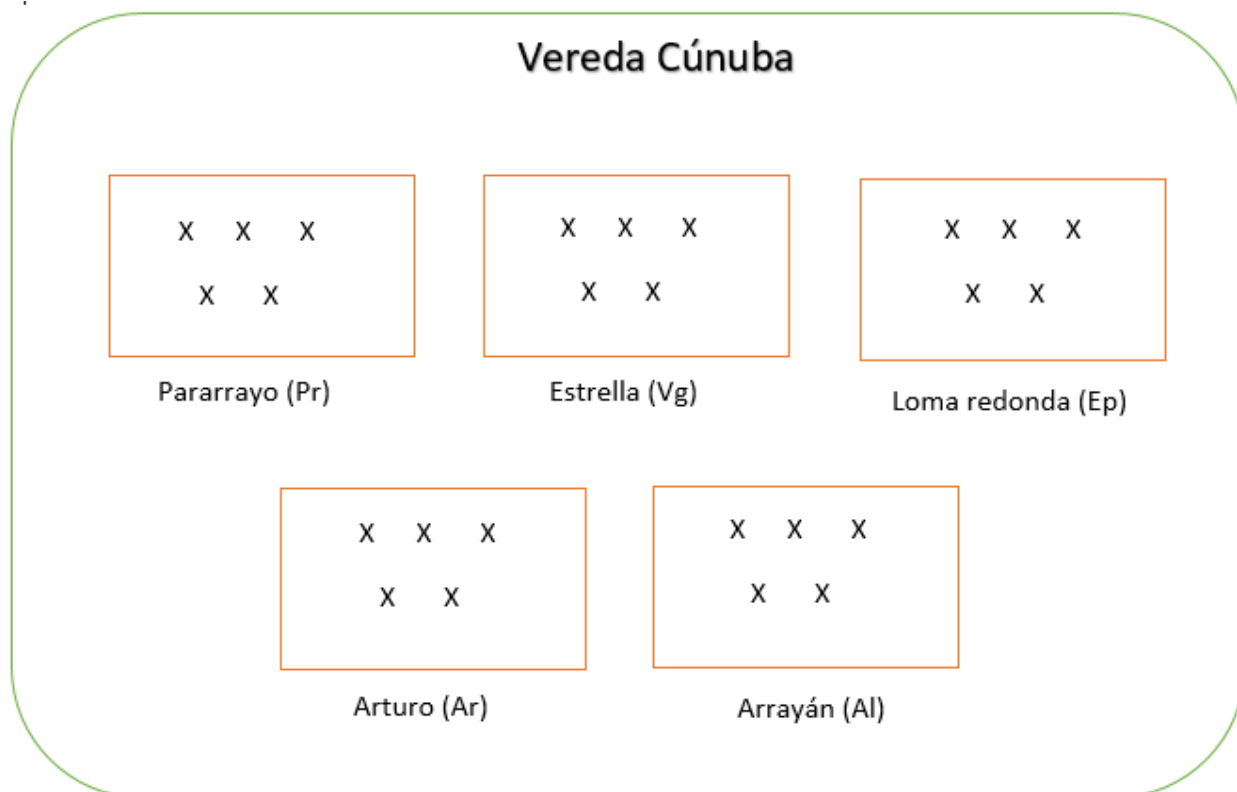 Vereda Cúnuba
X X X
X X
Pararrayo (Pr)
X X X
X X
Estrella (Vg)
X X X
X X
Loma redonda (Ep)
X X X
X X
Arturo (Ar)
X X X
X X
Arrayán (Al)